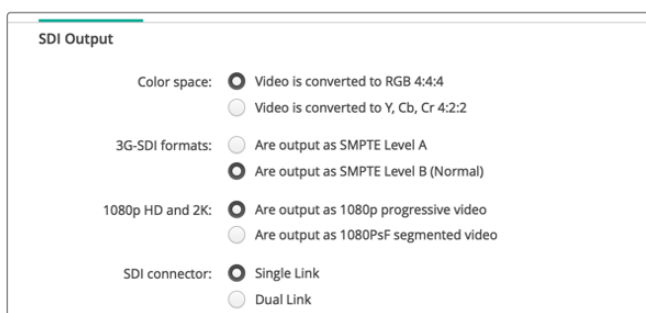 SDI Output
Color space: Video is converted to RGB 4:4:4
Video is converted to Y, Cb, Cr 4:2:2
3G-SDI formats: Are output as SMPTE Level A
Are output as SMPTE Level B (Normal)
1080p HD and 2K: Are output as 1080p progressive video
Are output as 1080PsF segmented video
SDI connector: Single Link
Dual Link